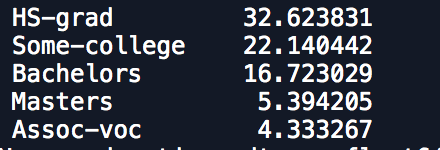 HS-grad 32.623831
Some-college 22.140442
Bachelors 16.723029
Masters 5.394205
Assoc-voc 4.333267